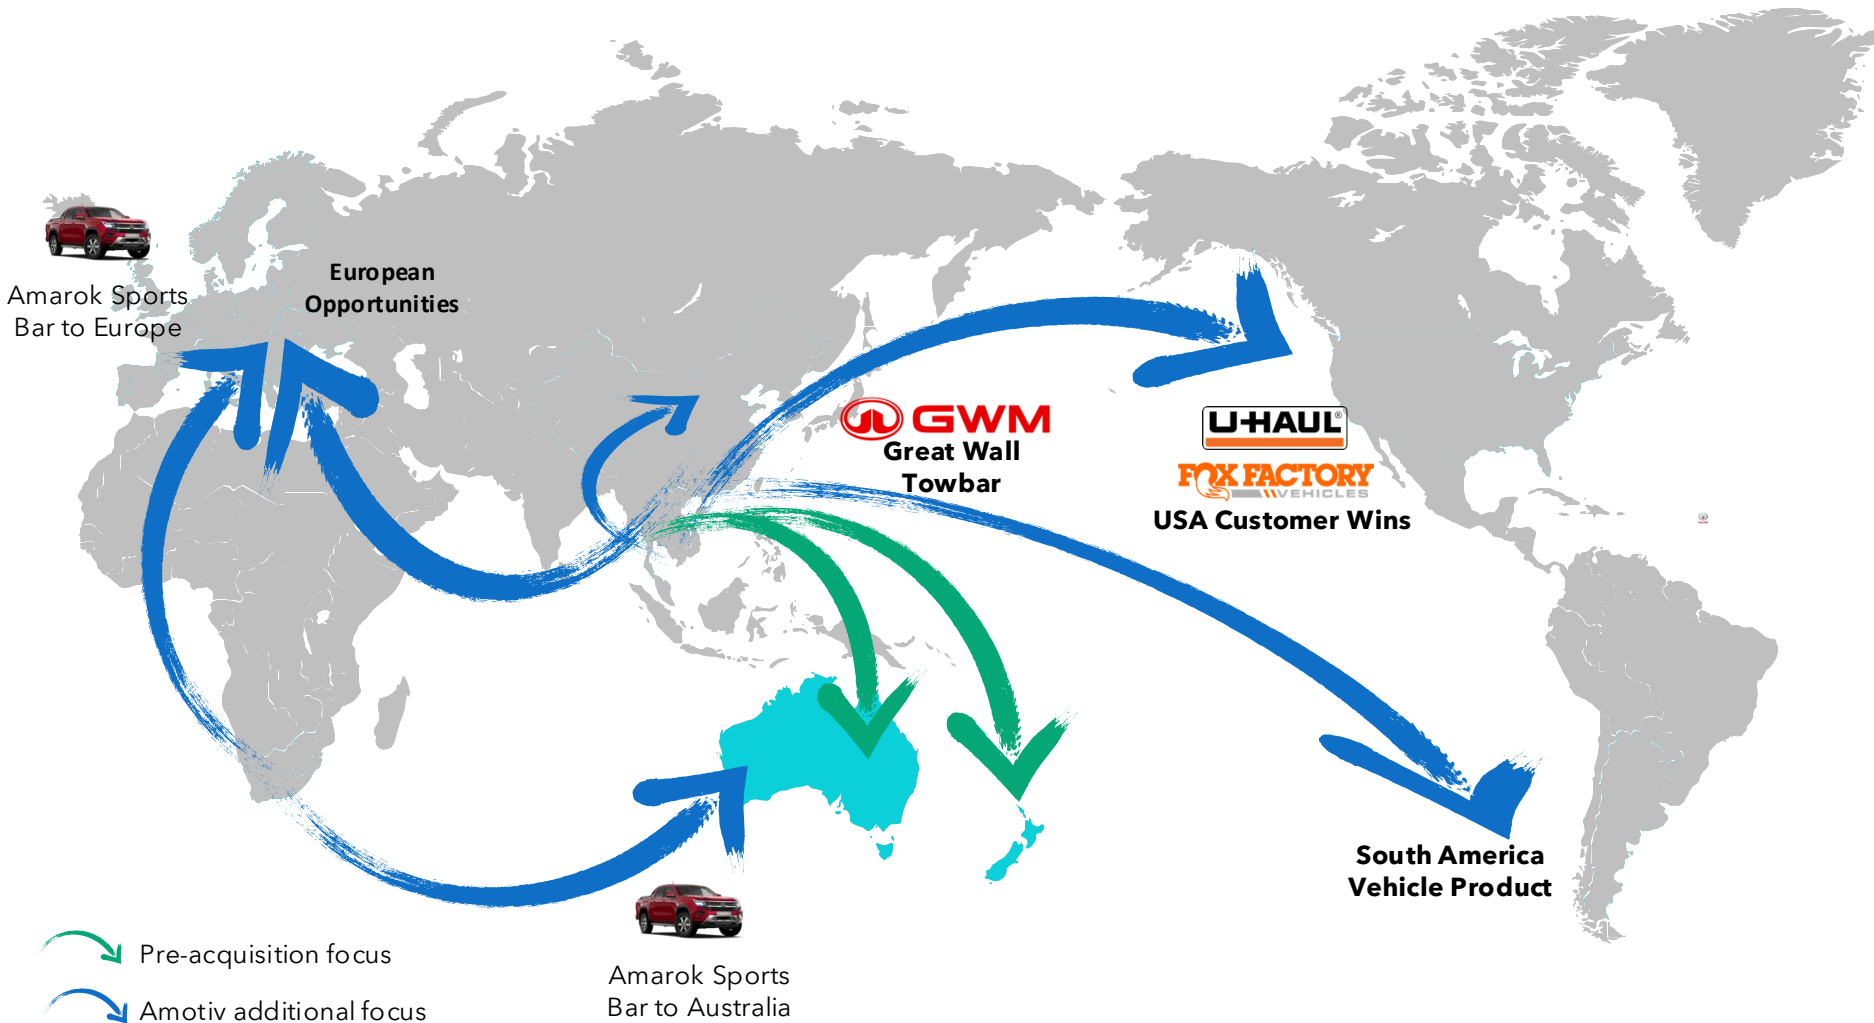 Amarok Sports
Bar to Europe
European
Opportunities
GWM
Great Wall
Towbar
U-HAUL®
FOX FACTORY
VEHICLES
USA Customer Wins
South America
Vehicle Product
Amarok Sports
Bar to Australia
Pre-acquisition focus
Amotiv additional focus